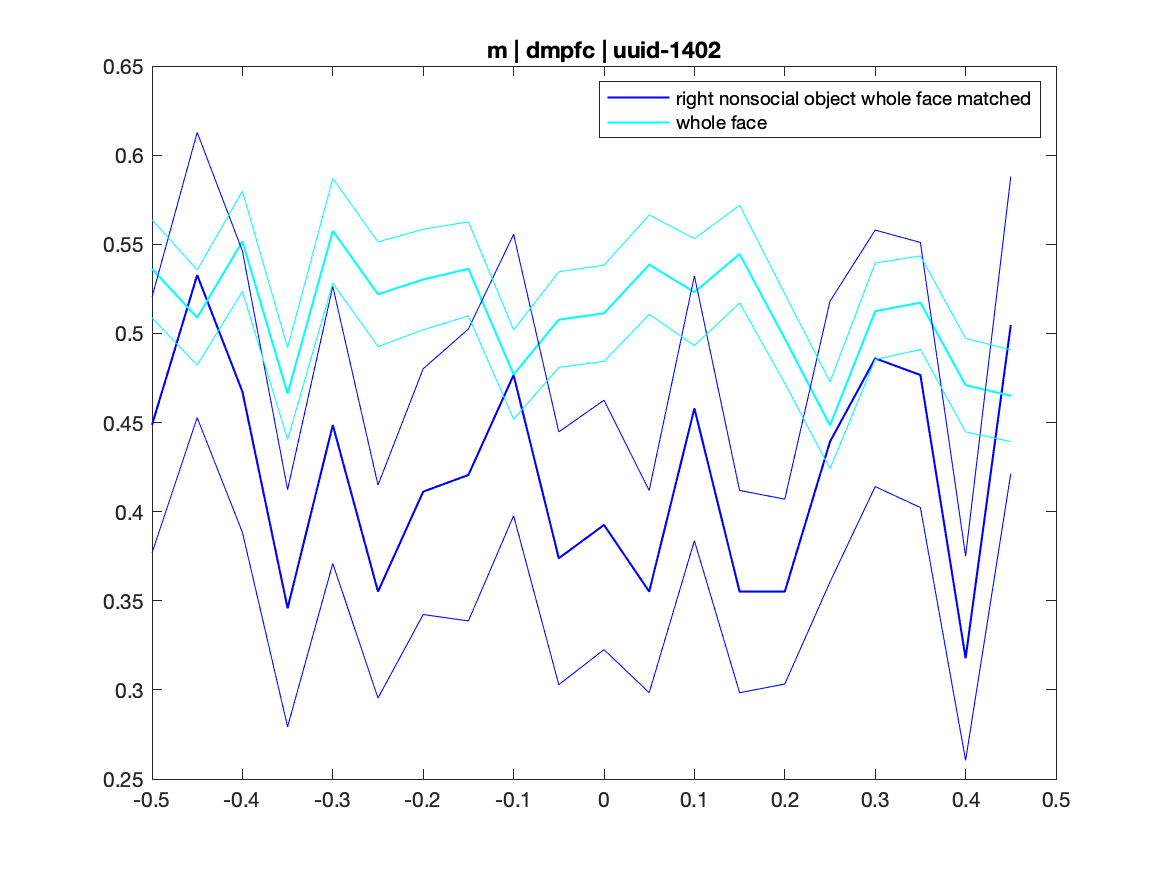 m | dmpfc | uuid-1402
0.65
0.6
0.55
0.5
0.45
0.4
0.35
0.3
0.25
right nonsocial object whole face matched
whole face
-0.5 -0.4 -0.3 -0.2 -0.1 0 0.1 0.2 0.3 0.4 0.5